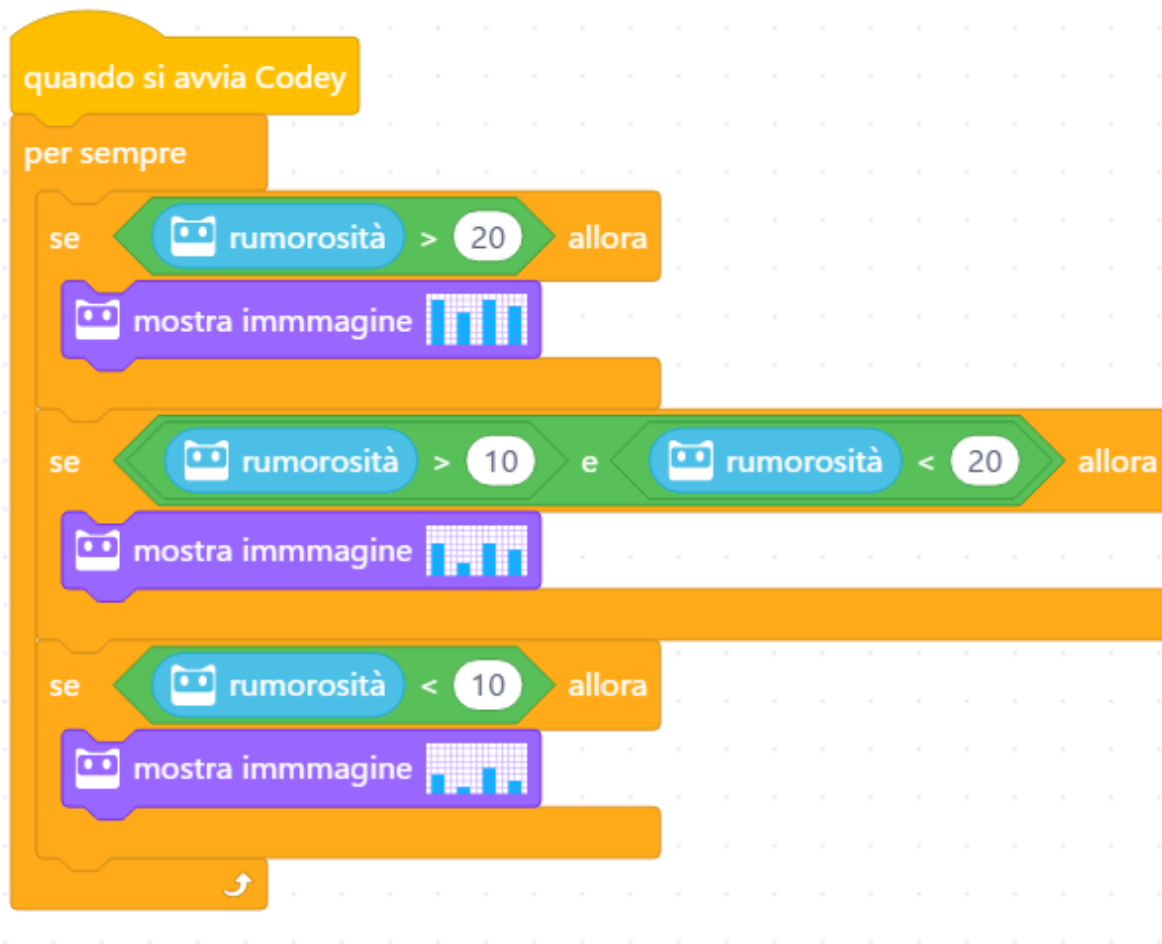 quando si avvia Codey
per sempre
se rumorosità > 20 allora
mostra immmagine
se rumorosità > 10 e rumorosità < 20 allora
mostra immmagine
se rumorosità < 10 allora
mostra immmagine